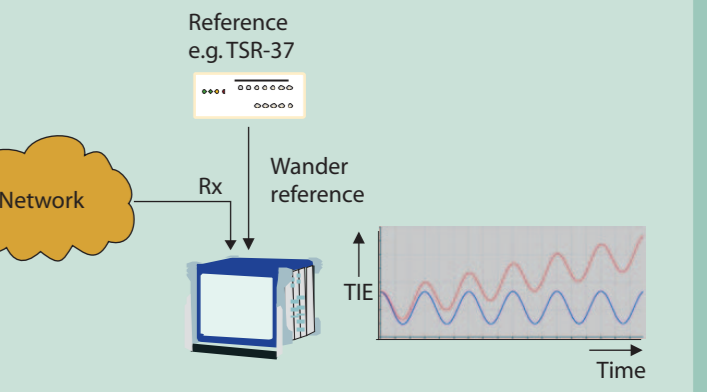 Reference
e.g. TSR-37
Wander
reference
Rx
Network
TIE
Time